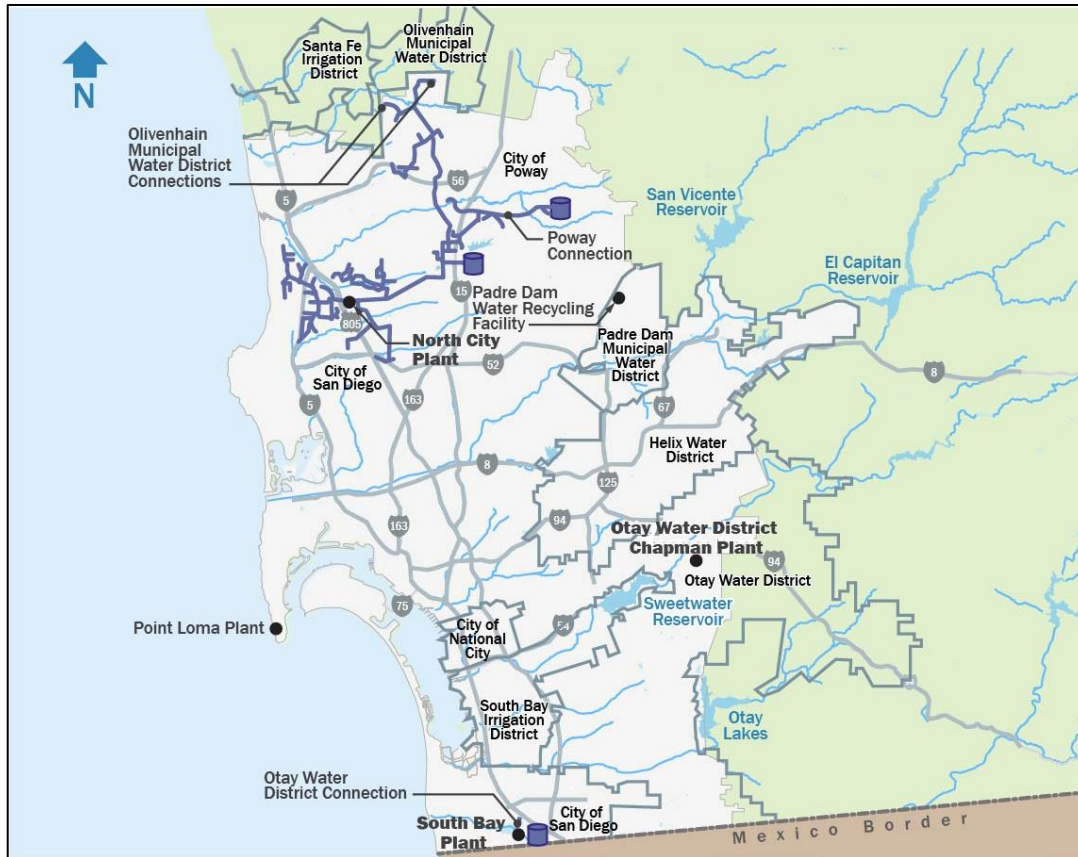 Olivenhain
Municipal
Water District
Santa Fe
Irrigation
District
N
Olivenhain
Municipal
Water District
Connections
City of
Poway
56
5
San Vicente
Reservoir
Poway
Connection
El Capitan
Reservoir
15
Padre Dam
Water Recycling
Facility
805
North City
Plant
Padre Dam
Municipal
Water
District
52
City of
San Diego
8
5
163
67
Helix Water
District
8
125
94
163
Otay Water District
Chapman Plant
94
Otay Water District
75
Sweetwater
Reservoir
Point Loma Plant
City of
National
City
54
South Bay
Irrigation
District
Otay
Lakes
Otay Water
District Connection
South Bay Plant
City of
San Diego
Mexico Border